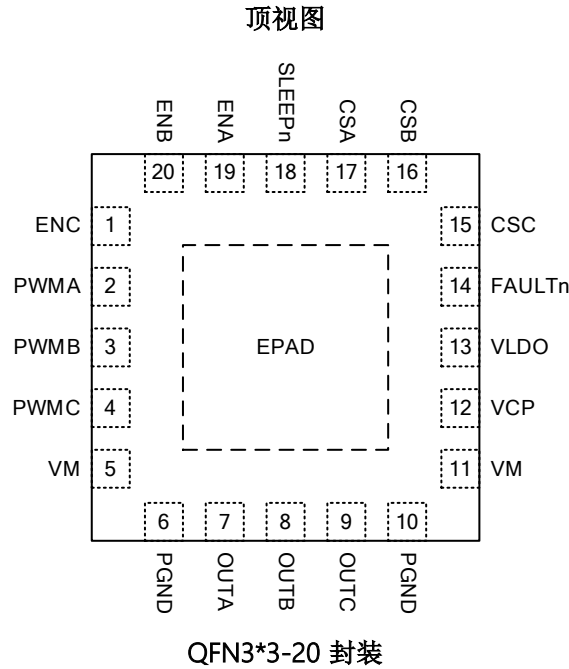 顶视图
ENB ENA SLEEPn CSA CSB
20 19 18 17 16
ENC 1 15 CSC
PWMA 2 14 FAULTn
PWMB 3 EPAD 13 VLDO
PWMC 4 12 VCP
VM 5 11 VM
6 7 8 9 10
PGND OUTA OUTB OUTC PGND
QFN3*3-20 封装